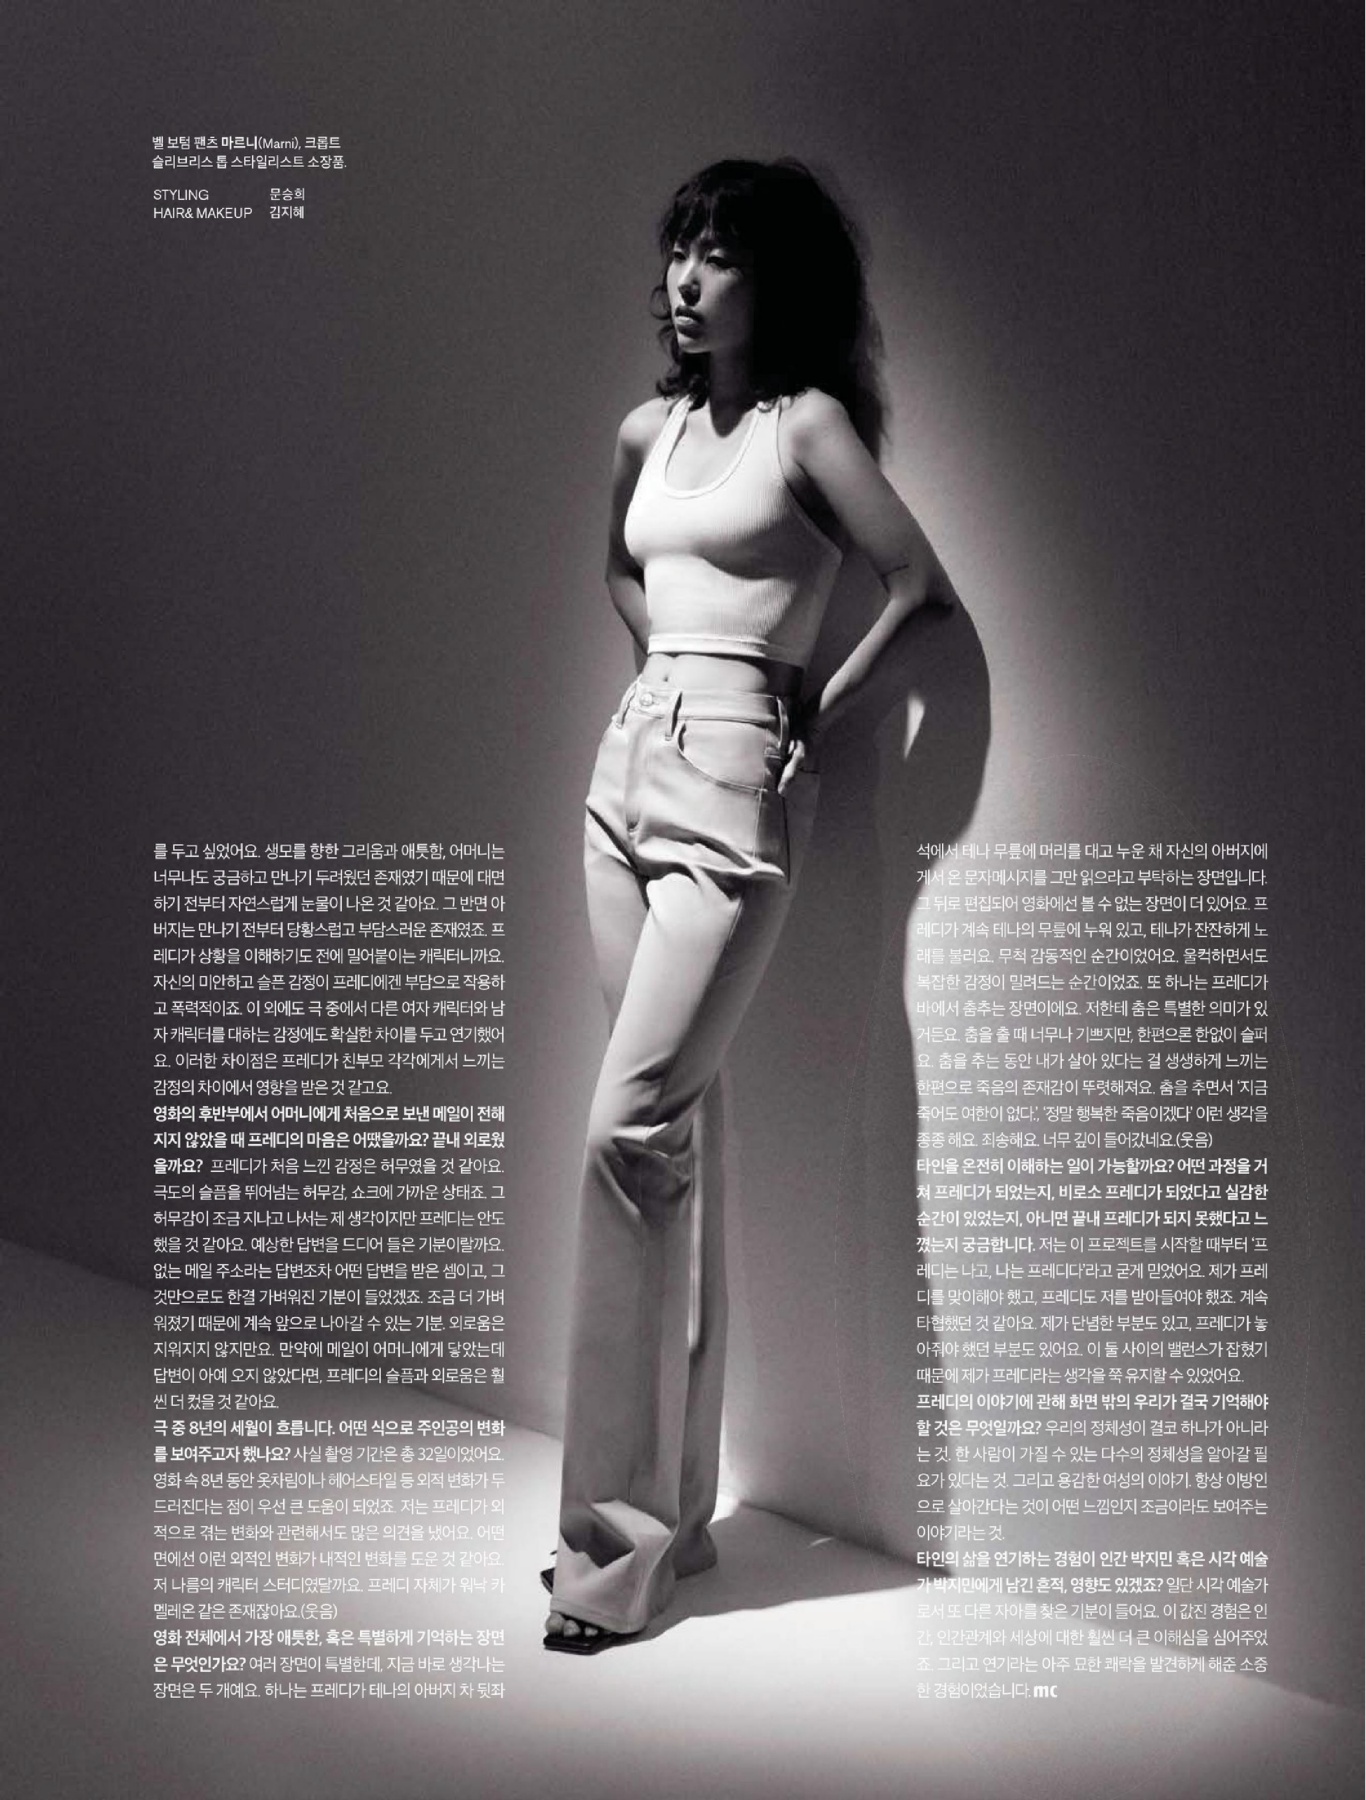 벨 보텀 팬츠 마르니(Marni), 크롭트
슬리브리스 톱 스타일리스트 소장품.
STYLING 문승희
HAIR& MAKEUP 김지혜
를 두고 싶었어요. 생모를 향한 그리움과 애틋함, 어머니는
너무나도 궁금하고 만나기 두려웠던 존재였기 때문에 대면
하기 전부터 자연스럽게 눈물이 나온 것 같아요. 그 반면 아
버지는 만나기 전부터 당황스럽고 부담스러운 존재였죠. 프
레디가 상황을 이해하기도 전에 밀어붙이는 캐릭터니까요.
자신의 미안하고 슬픈 감정이 프레디에겐 부담으로 작용하
고 폭력적이죠. 이 외에도 극 중에서 다른 여자 캐릭터와 남
자 캐릭터를 대하는 감정에도 확실한 차이를 두고 연기했어
요. 이러한 차이점은 프레디가 친부모 각각에게서 느끼는
감정의 차이에서 영향을 받은 것 같고요.
영화의 후반부에서 어머니에게 처음으로 보낸 메일이 전해
지지 않았을 때 프레디의 마음은 어땠을까요? 끝내 외로웠
을까요? 프레디가 처음 느낀 감정은 허무였을 것 같아요.
극도의 슬픔을 뛰어넘는 허무감, 쇼크에 가까운 상태죠. 그
허무감이 조금 지나고 나서는 제 생각이지만 프레디는 안도
했을 것 같아요. 예상한 답변을 드디어 들은 기분이랄까요.
없는 메일 주소라는 답변조차 어떤 답변을 받은 셈이고, 그
것만으로도 한결 가벼워진 기분이 들었겠죠. 조금 더 가벼
워졌기 때문에 계속 앞으로 나아갈 수 있는 기분. 외로움은
지워지지 않지만요. 만약에 메일이 어머니에게 닿았는데
답변이 아예 오지 않았다면, 프레디의 슬픔과 외로움은 훨
씬 더 컸을 것 같아요.
극 중 8년의 세월이 흐릅니다. 어떤 식으로 주인공의 변화
를 보여주고자 했나요? 사실 촬영 기간은 총 32일이었어요.
영화 속 8년 동안 옷차림이나 헤어스타일 등 외적 변화가 두
드러진다는 점이 우선 큰 도움이 되었죠. 저는 프레디가 외
적으로 겪는 변화와 관련해서도 많은 의견을 냈어요. 어떤
면에선 이런 외적인 변화가 내적인 변화를 도운 것 같아요.
저 나름의 캐릭터 스터디였달까요. 프레디 자체가 워낙 카
멜레온 같은 존재잖아요.(웃음)
영화 전체에서 가장 애틋한, 혹은 특별하게 기억하는 장면
은 무엇인가요? 여러 장면이 특별한데, 지금 바로 생각나는
장면은 두 개예요. 하나는 프레디가 테나의 아버지 차 뒷좌
석에서 테나 무릎에 머리를 대고 누운 채 자신의 아버지에
게서 온 문자메시지를 그만 읽으라고 부탁하는 장면입니다.
그 뒤로 편집되어 영화에선 볼 수 없는 장면이 더 있어요. 프
레디가 계속 테나의 무릎에 누워 있고, 테나가 잔잔하게 노
래를 불러요. 무척 감동적인 순간이었어요. 울컥하면서도
복잡한 감정이 밀려드는 순간이었죠. 또 하나는 프레디가
바에서 춤추는 장면이에요. 저한테 춤은 특별한 의미가 있
거든요. 춤을 출 때 너무나 기쁘지만, 한편으론 한없이 슬퍼
요. 춤을 추는 동안 내가 살아 있다는 걸 생생하게 느끼는
한편으로 죽음의 존재감이 뚜렷해져요. 춤을 추면서 '지금
죽어도 여한이 없다.', '정말 행복한 죽음이겠다' 이런 생각을
종종 해요. 죄송해요. 너무 깊이 들어갔네요.(웃음)
타인을 온전히 이해하는 일이 가능할까요? 어떤 과정을 거
쳐 프레디가 되었는지, 비로소 프레디가 되었다고 실감한
순간이 있었는지, 아니면 끝내 프레디가 되지 못했다고 느
꼈는지 궁금합니다. 저는 이 프로젝트를 시작할 때부터 '프
레디는 나고, 나는 프레디다'라고 굳게 믿었어요. 제가 프레
디를 맞이해야 했고, 프레디도 저를 받아들여야 했죠. 계속
타협했던 것 같아요. 제가 단념한 부분도 있고, 프레디가 놓
아줘야 했던 부분도 있어요. 이 둘 사이의 밸런스가 잡혔기
때문에 제가 프레디라는 생각을 쭉 유지할 수 있었어요.
프레디의 이야기에 관해 화면 밖의 우리가 결국 기억해야
할 것은 무엇일까요? 우리의 정체성이 결코 하나가 아니라
는 것. 한 사람이 가질 수 있는 다수의 정체성을 알아갈 필
요가 있다는 것. 그리고 용감한 여성의 이야기. 항상 이방인
으로 살아간다는 것이 어떤 느낌인지 조금이라도 보여주는
이야기라는 것.
타인의 삶을 연기하는 경험이 인간 박지민 혹은 시각 예술
가 박지민에게 남긴 흔적, 영향도 있겠죠? 일단 시각 예술가
로서 또 다른 자아를 찾은 기분이 들어요. 이 값진 경험은 인
간, 인간관계와 세상에 대한 훨씬 더 큰 이해심을 심어주었
죠. 그리고 연기라는 아주 묘한 쾌락을 발견하게 해준 소중
한 경험이었습니다. mc